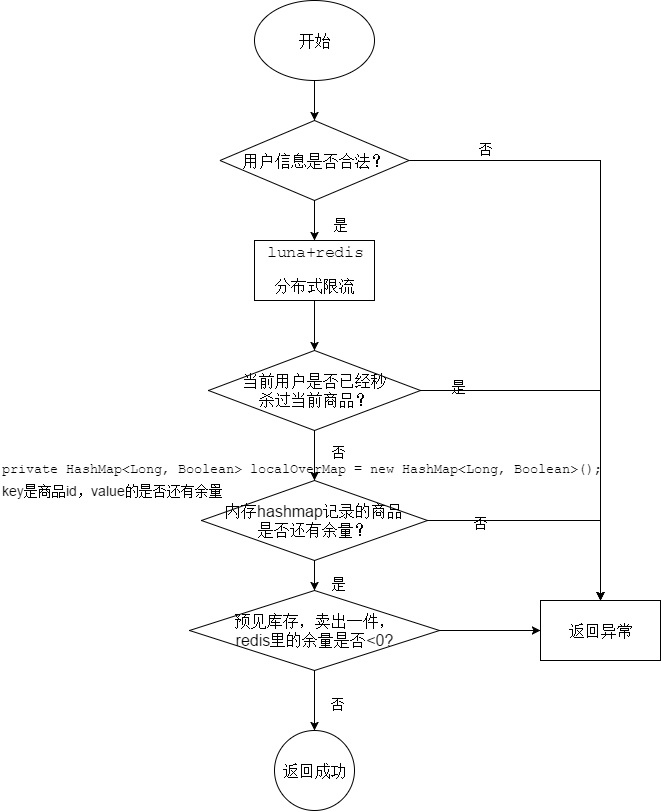 开始
用户信息是否合法？
否
是
luna+redis
分布式限流
当前用户是否已经秒
杀过当前商品？
是
否
private HashMap<Long, Boolean> localOverMap = new HashMap<Long, Boolean>();
key是商品id，value的是否还有余量
内存hashmap记录的商品
是否还有余量？
否
是
预见库存，卖出一件，
redis里的余量是否<0?
返回异常
否
返回成功